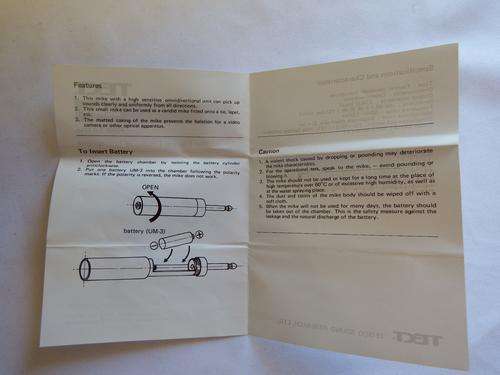 Features
1. This mike with a high sensitive omnidirectional unit can pick up
sounds clearly and uniformly from all directions.
2. This small mike can be used as a candid mike fitted onto a tie, lapel,
etc.
3. The matted casing of the mike prevents the halation for a video
camera or other optical apparatus.
To Insert Battery
1. Open the battery chamber by twisting the battery cylinder
anticlockwise.
2. Put one battery UM-3 into the chamber following the polarity
marks. If the polarity is reversed, the mike does not work.
OPEN
battery (UM-3)
⊖ ⊕
Caution
1. A violent shock caused by dropping or pounding may deteriorate
the mike characteristics.
2. For the operational test, speak to the mike, – avoid pounding or
blowing it.
3. The mike should not be used or kept for a long time at the place of
high temperature over 60°C or of excessive high humidity, as well as
at the water spraying place.
4. The dust and stains of the mike body should be wiped off with a
soft cloth.
5. When the mike will not be used for many days, the battery should
be taken out of the chamber. This is the safety measure against the
leakage and the natural discharge of the battery.